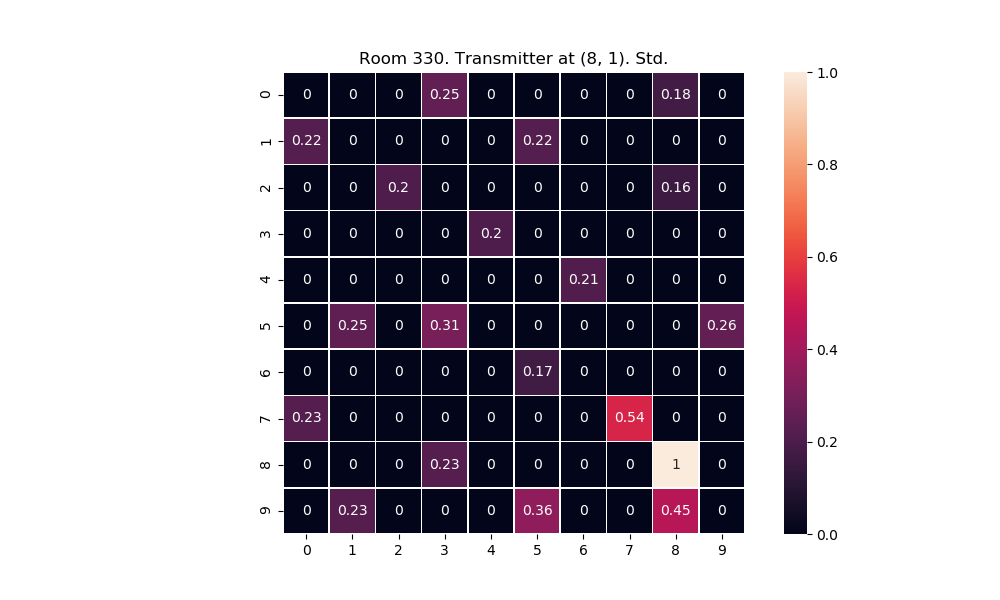 Room 330. Transmitter at (8, 1). Std.
0 0 0 0 0.25 0 0 0 0 0.18 0
1 0.22 0 0 0 0 0.22 0 0 0 0
2 0 0 0.2 0 0 0 0 0 0.16 0
3 0 0 0 0 0.2 0 0 0 0 0
4 0 0 0 0 0 0 0.21 0 0 0
5 0 0.25 0 0.31 0 0 0 0 0 0.26
6 0 0 0 0 0 0.17 0 0 0 0
7 0.23 0 0 0 0 0 0 0.54 0 0
8 0 0 0 0.23 0 0 0 0 1 0
9 0 0.23 0 0 0 0.36 0 0 0.45 0
0 1 2 3 4 5 6 7 8 9
1.0
0.8
0.6
0.4
0.2
0.0